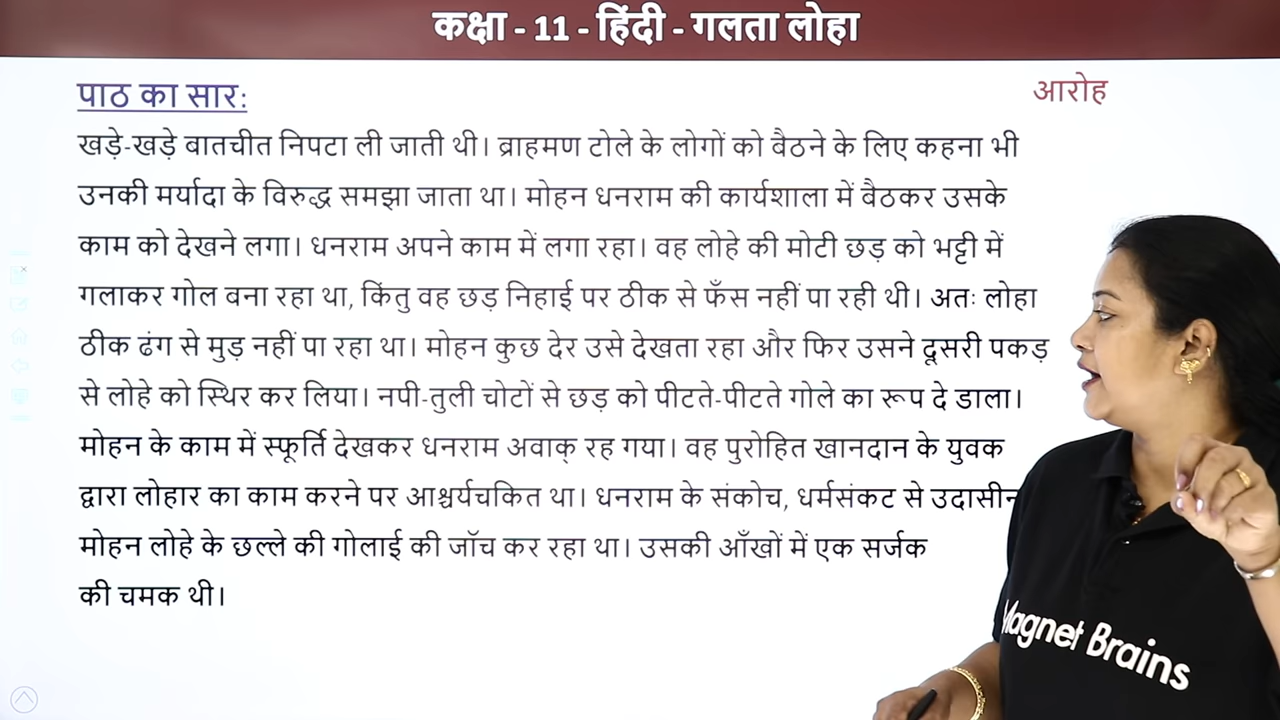 कक्षा - 11 - हिंदी - गलता लोहा
पाठ का सार:
आरोह
खड़े-खड़े बातचीत निपटा ली जाती थी। ब्राहमण टोले के लोगों को बैठने के लिए कहना भी
उनकी मर्यादा के विरुद्ध समझा जाता था। मोहन धनराम की कार्यशाला में बैठकर उसके
काम को देखने लगा। धनराम अपने काम में लगा रहा। वह लोहे की मोटी छड़ को भट्टी में
गलाकर गोल बना रहा था, किंतु वह छड़ निहाई पर ठीक से फँस नहीं पा रही थी। अतः लोहा
ठीक ढंग से मुड़ नहीं पा रहा था। मोहन कुछ देर उसे देखता रहा और फिर उसने दूसरी पकड़
से लोहे को स्थिर कर लिया। नपी-तुली चोटों से छड़ को पीटते-पीटते गोले का रूप दे डाला।
मोहन के काम में स्फूर्ति देखकर धनराम अवाक् रह गया। वह पुरोहित खानदान के युवक
द्वारा लोहार का काम करने पर आश्चर्यचकित था। धनराम के संकोच, धर्मसंकट से उदासीन
मोहन लोहे के छल्ले की गोलाई की जाँच कर रहा था। उसकी आँखों में एक सर्जक
की चमक थी।
Magnet Brains